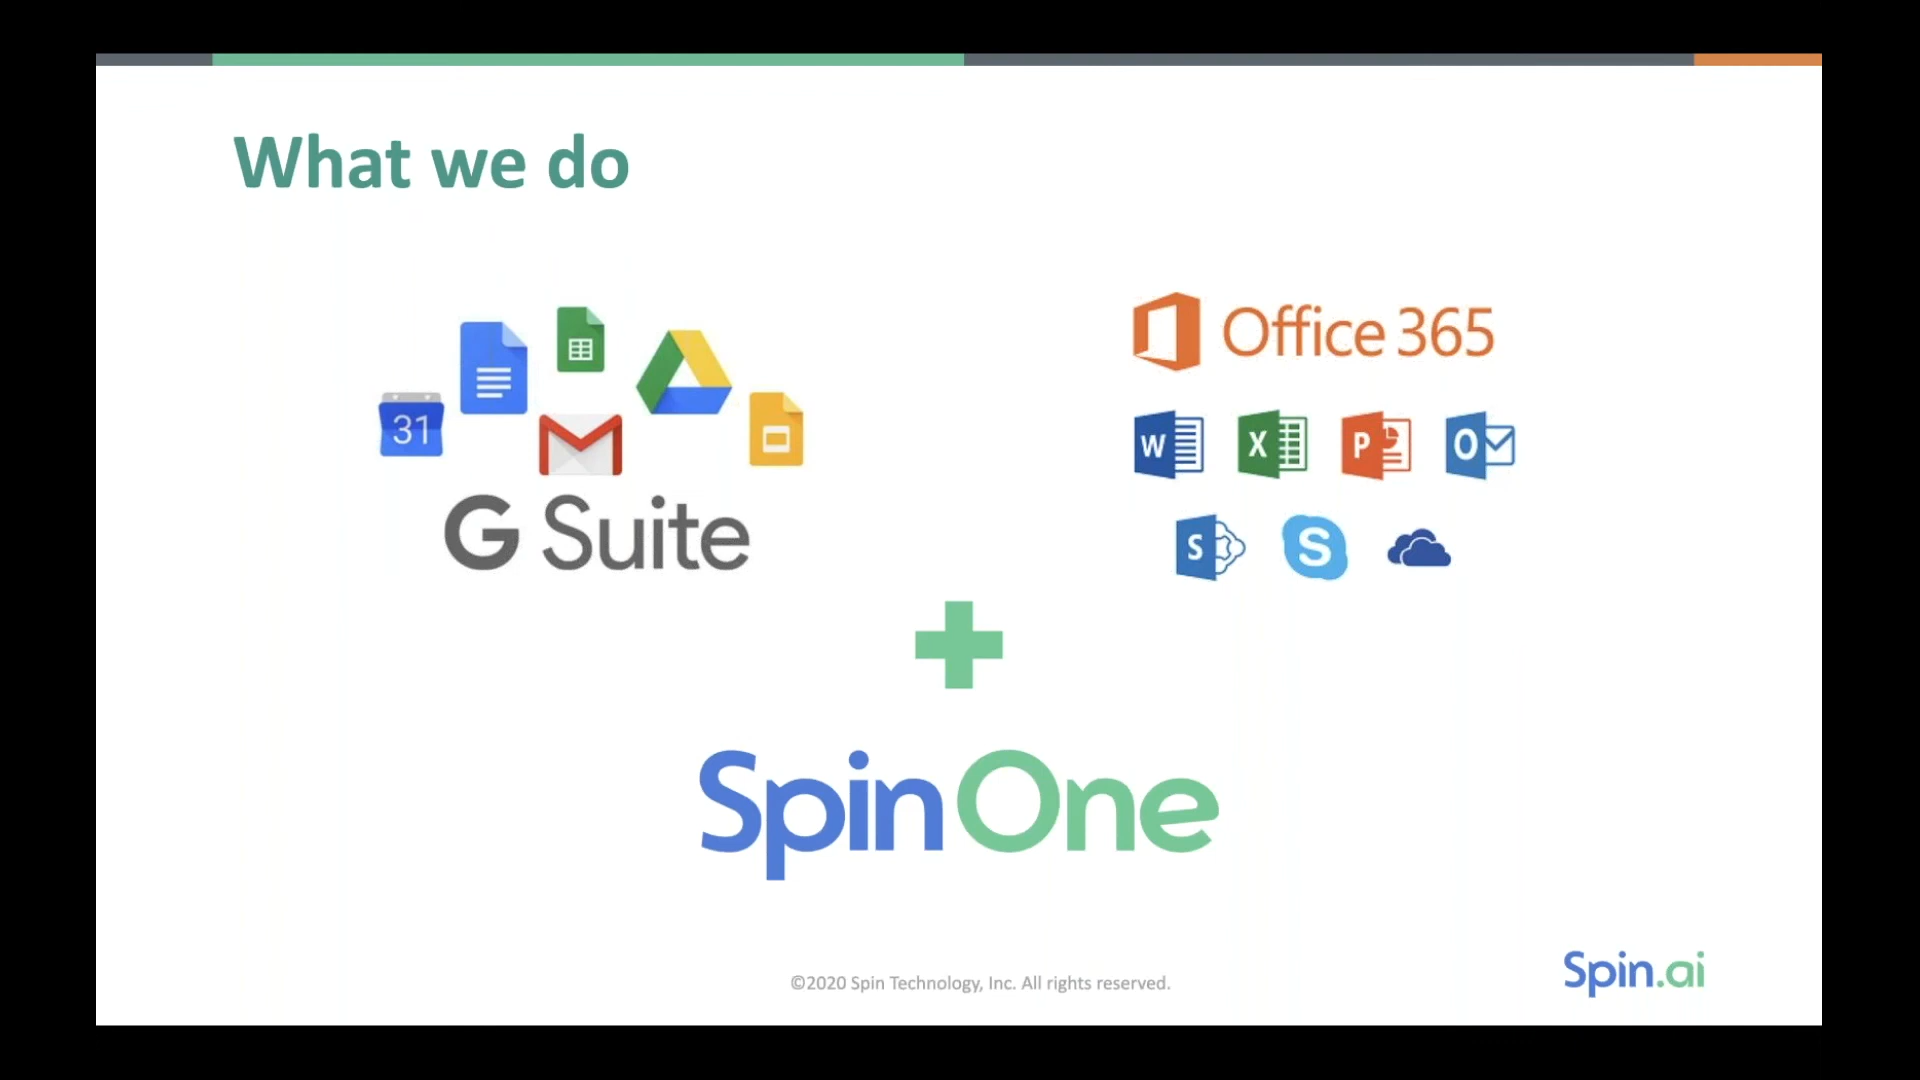 What we do
Office 365
31
W X P O
G Suite
S S
SpinOne
©2020 Spin Technology, Inc. All rights reserved.
Spin.ai